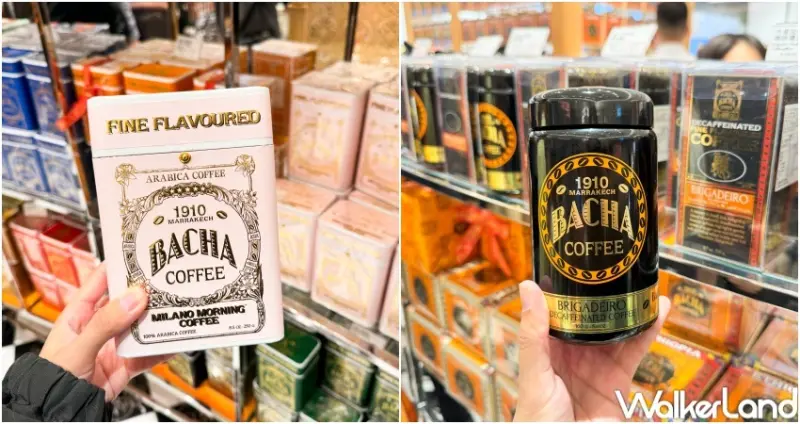 FINE FLAVOURED
ARABICA COFFEE
1910
MARRAKECH
BACHA
COFFEE
MILANO MORNING
COFFEE
100% ARABICA COFFEE
1910
MARRAKECH
BACHA
COFFEE
BRIGADEIRO
DECAFFEINATED COFFEE
DECAFFEINATED
BRIGADEIRO
BACHA
WALKERLAND